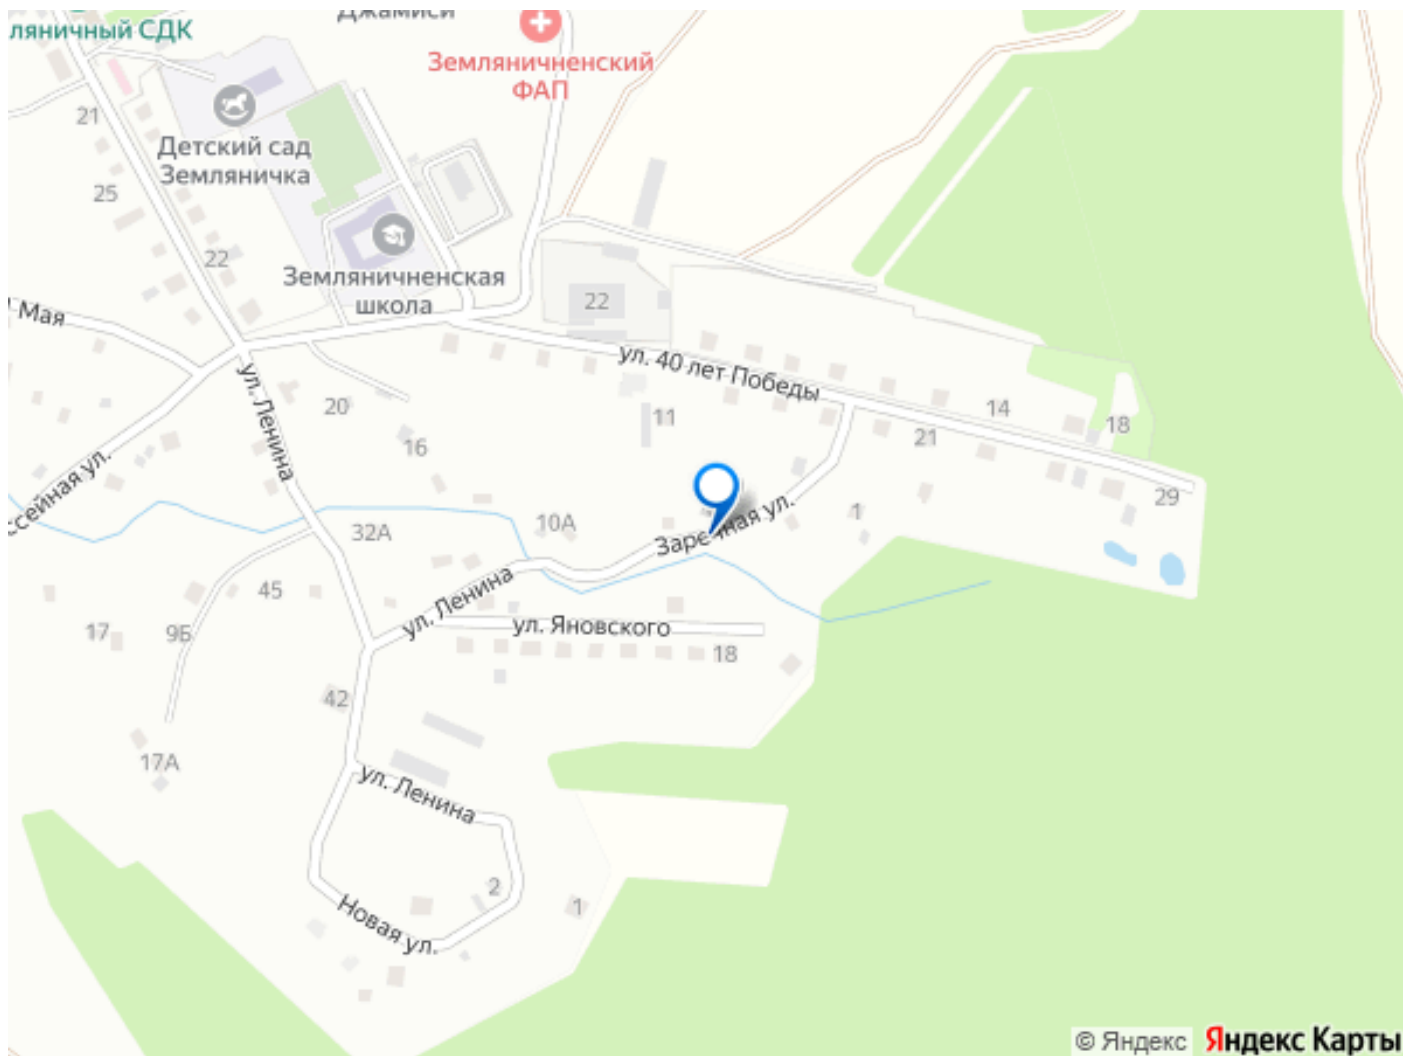 Джамиси
ляничный СДК
Земляничненский
ФАП
21
Детский сад
Земляничка
25
22
Земляничненская
школа
22
Мая
ул. 40 лет Победы
ул. Ленина
20
11
14
18
16
21
ссейная ул.
29
10А
1
32А
Заречная ул.
45
ул. Ленина
17
9Б
ул. Яновского
18
42
17А
ул. Ленина
2
1
Новая ул.
© Яндекс
Яндекс Карты